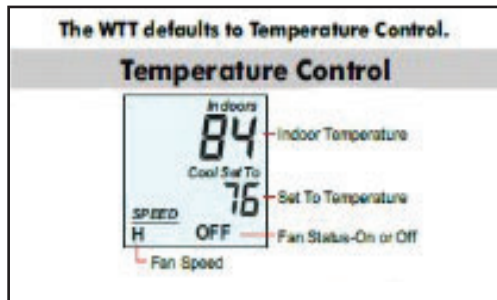 The WTT defaults to Temperature Control.
Temperature Control
Indoors
84
Indoor Temperature
Cool Set To
76
Set To Temperature
SPEED
H OFF
Fan Status-On or Off
Fan Speed